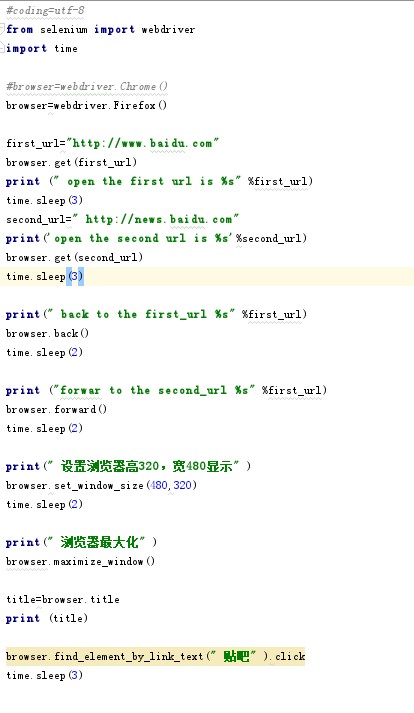 #coding=utf-8
from selenium import webdriver
import time
#browser=webdriver.Chrome()
browser=webdriver.Firefox()
first_url="http://www.baidu.com"
browser.get(first_url)
print (" open the first url is %s" %first_url)
time.sleep(3)
second_url=" http://news.baidu.com"
print('open the second url is %s'%second_url)
browser.get(second_url)
time.sleep(3)
print(" back to the first_url %s" %first_url)
browser.back()
time.sleep(2)
print ("forwar to the second_url %s" %first_url)
browser.forward()
time.sleep(2)
print(" 设置浏览器高320，宽480显示" )
browser.set_window_size(480,320)
time.sleep(2)
print(" 浏览器最大化" )
browser.maximize_window()
title=browser.title
print (title)
browser.find_element_by_link_text(" 贴吧" ).click
time.sleep(3)